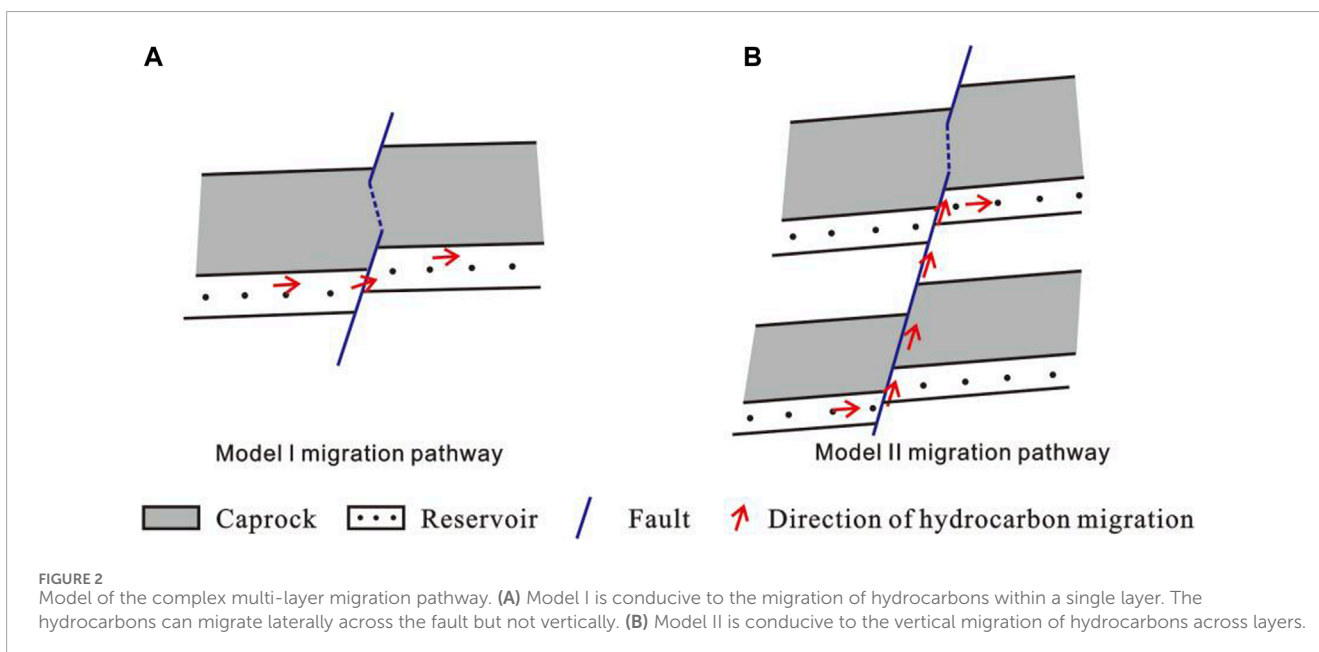 A
B
Model I migration pathway
Model II migration pathway
Caprock
Reservoir
Fault
Direction of hydrocarbon migration
FIGURE 2
Model of the complex multi-layer migration pathway. (A) Model I is conducive to the migration of hydrocarbons within a single layer. The
hydrocarbons can migrate laterally across the fault but not vertically. (B) Model II is conducive to the vertical migration of hydrocarbons across layers.